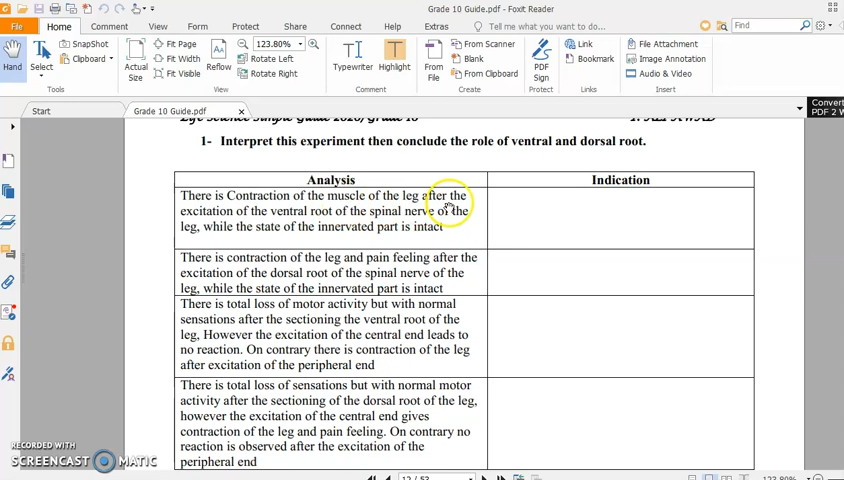 Grade 10 Guide.pdf - Foxit Reader
File Home Comment View Form Protect Share Connect Help Extras Tell me what you want to do... Find
Hand
Select
SnapShot
Clipboard
Tools
Actual Size
Fit Page
Fit Width
Fit Visible
Reflow
123.80%
Rotate Left
Rotate Right
View
Typewriter
Highlight
Comment
From File
From Scanner
Blank
From Clipboard
Create
PDF Sign
Protect
Link
Bookmark
Links
File Attachment
Image Annotation
Audio & Video
Insert
Start
Grade 10 Guide.pdf
Convert
PDF 2 W
1- Interpret this experiment then conclude the role of ventral and dorsal root.
Analysis Indication
There is Contraction of the muscle of the leg after the
excitation of the ventral root of the spinal nerve of the
leg, while the state of the innervated part is intact
There is contraction of the leg and pain feeling after the
excitation of the dorsal root of the spinal nerve of the
leg, while the state of the innervated part is intact
There is total loss of motor activity but with normal
sensations after the sectioning the ventral root of the
leg, However the excitation of the central end leads to
no reaction. On contrary there is contraction of the leg
after excitation of the peripheral end
There is total loss of sensations but with normal motor
activity after the sectioning of the dorsal root of the leg,
however the excitation of the central end gives
contraction of the leg and pain feeling. On contrary no
reaction is observed after the excitation of the
peripheral end
RECORDED WITH
SCREENCAST MATIC
12 / 53
123.80%